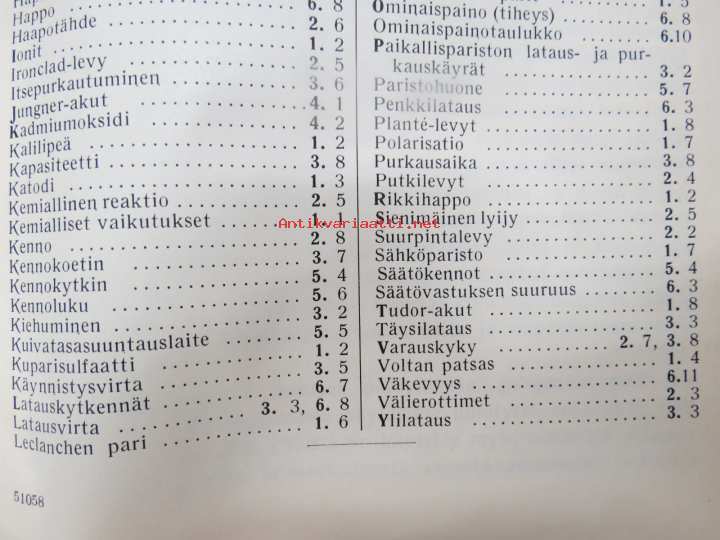 Happo 6. 8
Haapotähde 2. 6
Ionit 1. 2
Ironclad-levy 2. 5
Itsepurkautuminen 3. 6
Jungner-akut 4. 1
Kadmiumoksidi 4. 2
Kalilipeä 1. 2
Kapasiteetti 3. 8
Katodi 1. 3
Kemiallinen reaktio 2. 5
Kemialliset vaikutukset 1. 1
Kenno 2. 8
Kennokoetin 3. 7
Kennokytkin 5. 4
Kennoluku 5. 6
Kiehuminen 3. 2
Kuivatasasuuntauslaite 5. 5
Kuparisulfaatti 1. 2
Käynnistysvirta 3. 5
Latauskytkennät 6. 7
Latausvirta 3. 3, 6. 8
Leclanchen pari 1. 6
51058
Ominaispaino (tiheys) 6. 8
Ominaispainotaulukko 6.10
Paikallispariston lataus- ja pur-
kauskäyrät 3. 2
Paristohuone 5. 7
Penkkilataus 6. 3
Planté-levyt 1. 8
Polarisatio 1. 7
Purkausaika 3. 8
Putkilevyt 2. 4
Rikkihappo 1. 2
Sienimäinen lyijy 2. 5
Suurpintalevy 2. 2
Sähköparisto 1. 7
Säätökennot 5. 4
Säätövastuksen suuruus 6. 3
Tudor-akut 1. 8
Täysilataus 3. 3
Varauskyky 2. 7, 3. 8
Voltan patsas 1. 4
Väkevyys 6.11
Välierottimet 2. 3
Ylilataus 3. 3
Antikvariaatti.net